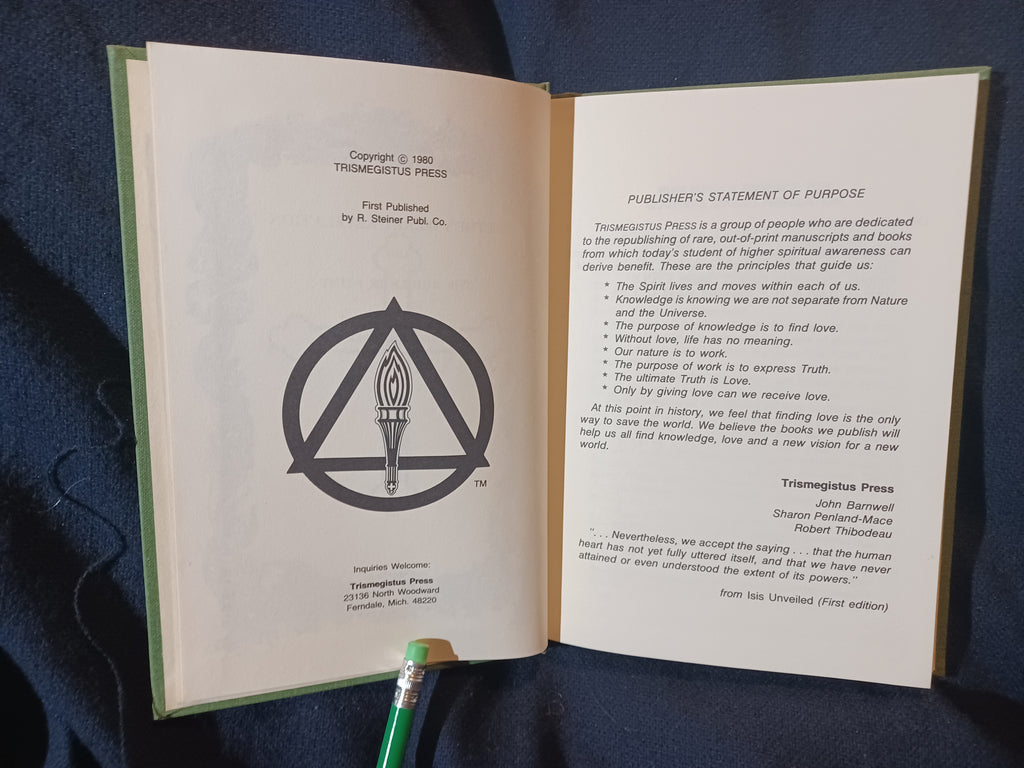 Copyright © 1980
TRISMEGISTUS PRESS
First Published
by R. Steiner Publ. Co.
TM
Inquiries Welcome:
Trismegistus Press
23136 North Woodward
Ferndale, Mich. 48220
PUBLISHER'S STATEMENT OF PURPOSE
TRISMEGISTUS PRESS is a group of people who are dedicated
to the republishing of rare, out-of-print manuscripts and books
from which today's student of higher spiritual awareness can
derive benefit. These are the principles that guide us:
* The Spirit lives and moves within each of us.
* Knowledge is knowing we are not separate from Nature
and the Universe.
* The purpose of knowledge is to find love.
* Without love, life has no meaning.
* Our nature is to work.
* The purpose of work is to express Truth.
* The ultimate Truth is Love.
* Only by giving love can we receive love.
At this point in history, we feel that finding love is the only
way to save the world. We believe the books we publish will
help us all find knowledge, love and a new vision for a new
world.
Trismegistus Press
John Barnwell
Sharon Penland-Mace
Robert Thibodeau
". . . Nevertheless, we accept the saying . . . that the human
heart has not yet fully uttered itself, and that we have never
attained or even understood the extent of its powers."
from Isis Unveiled (First edition)